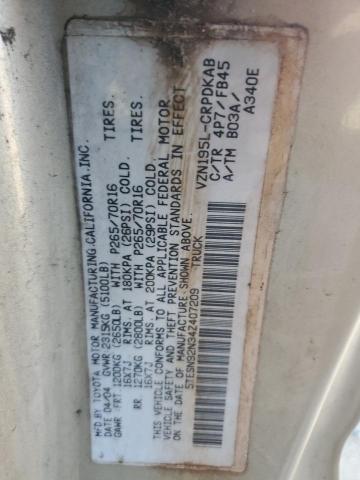 MFD BY TOYOTA MOTOR MANUFACTURING CALIFORNIA, INC.
DATE 04/04 GVWR 2315KG (5100LB)
GAWR FRT 1200KG (2650LB) WITH P265/70R16 TIRES.
16X7J RIMS. AT 180KPA (26PSI) COLD.
RR. 1270KG (2800LB) WITH P265/70R16 TIRES.
16X7J RIMS. AT 200KPA (29PSI) COLD.
THIS VEHICLE CONFORMS TO ALL APPLICABLE FEDERAL MOTOR
VEHICLE SAFETY AND THEFT PREVENTION STANDARDS IN EFFECT
ON THE DATE OF MANUFACTURE SHOWN ABOVE.
5TESN92N34Z407209 TRUCK
VZN195L-CRPDKAB
C/TR 4P7/FB45
A/TM B03A/
A340E